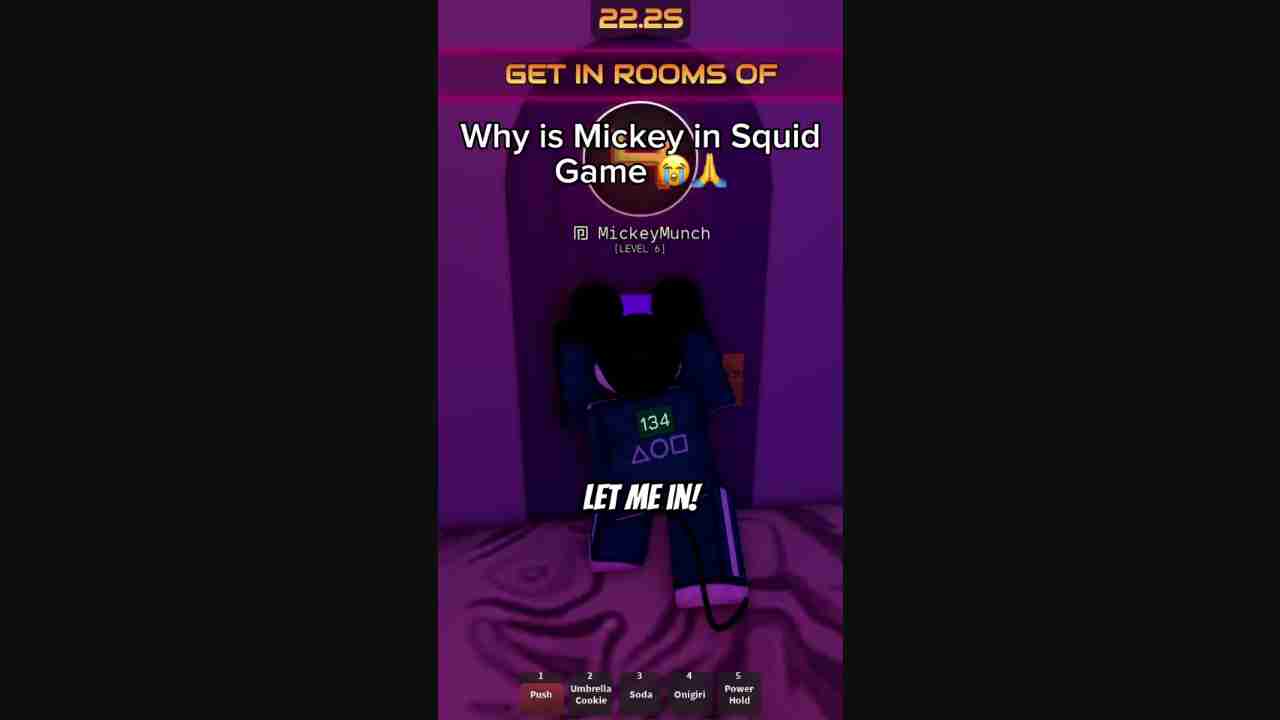 22.2S
GET IN ROOMS OF
Why is Mickey in Squid
Game 😭🙏
MickeyMunch
[LEVEL 6]
134
LET ME IN!
1 2 3 4 5
Push Umbrella Cookie Soda Onigiri Power Hold